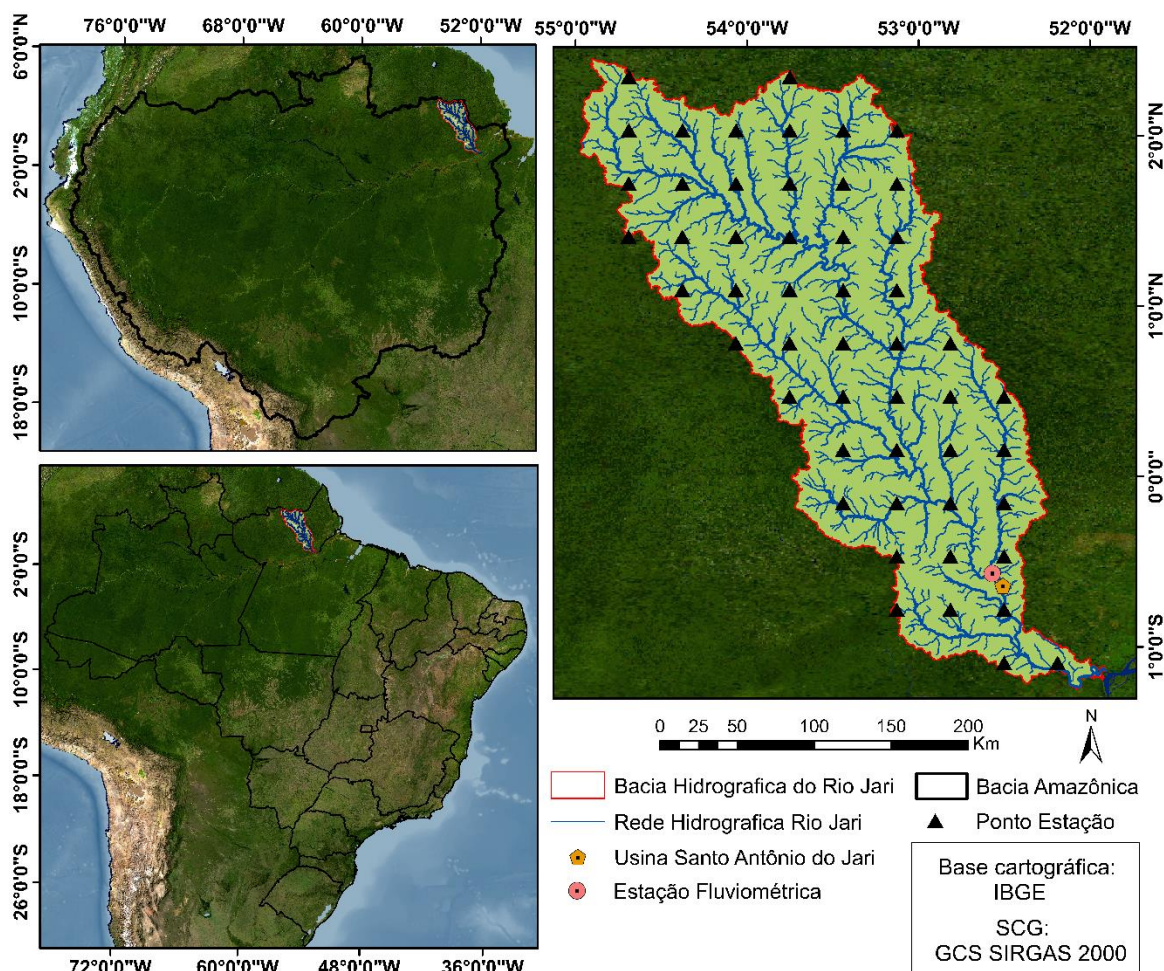 76°0'0"W 68°0'0"W 60°0'0"W 52°0'0"W
6°0'0"N
2°0'0"S
10°0'0"S
18°0'0"S
2°0'0"S
10°0'0"S
18°0'0"S
26°0'0"S
72°0'0"W 60°0'0"W 48°0'0"W 36°0'0"W
55°0'0"W 54°0'0"W 53°0'0"W 52°0'0"W
2°0'0"N
1°0'0"N
0°0'0"
1°0'0"S
0 25 50 100 150 200
Km
N
Bacia Hidrografica do Rio Jari
Rede Hidrografica Rio Jari
Usina Santo Antônio do Jari
Estação Fluviométrica
Bacia Amazônica
Ponto Estação
Base cartográfica:
IBGE
SCG:
GCS SIRGAS 2000